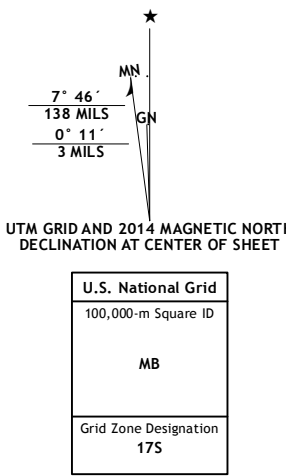 ★
MN
GN
7° 46´
138 MILS
0° 11´
3 MILS
UTM GRID AND 2014 MAGNETIC NORTH
DECLINATION AT CENTER OF SHEET
U.S. National Grid
100,000-m Square ID
MB
Grid Zone Designation
17S